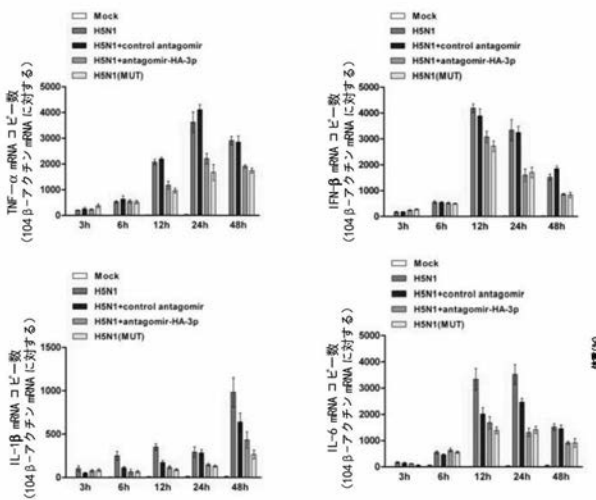 Mock
H5N1
H5N1+control antagomir
H5N1+antagomir-HA-3p
H5N1(MUT)
TNF-α mRNA コピー数
(104 β-アクチン mRNA に対する)
5000
4000
3000
2000
1000
0
3h 6h 12h 24h 48h
Mock
H5N1
H5N1+control antagomir
H5N1+antagomir-HA-3p
H5N1(MUT)
IFN-β mRNA コピー数
(104 β-アクチン mRNA に対する)
5000
4000
3000
2000
1000
0
3h 6h 12h 24h 48h
Mock
H5N1
H5N1+control antagomir
H5N1+antagomir-HA-3p
H5N1(MUT)
IL-1β mRNA コピー数
(104 β-アクチン mRNA に対する)
1500
1000
500
0
3h 6h 12h 24h 48h
Mock
H5N1
H5N1+control antagomir
H5N1+antagomir-HA-3p
H5N1(MUT)
IL-6 mRNA コピー数
(104 β-アクチン mRNA に対する)
5000
4000
3000
2000
1000
0
3h 6h 12h 24h 48h